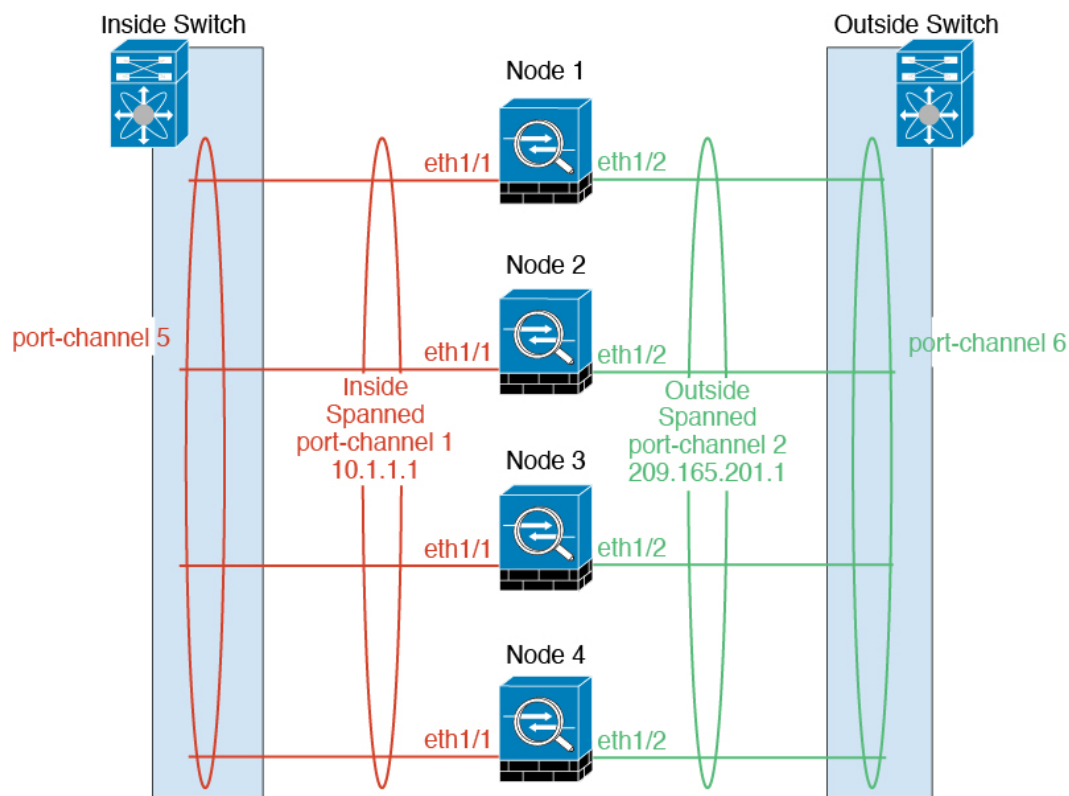 Inside Switch
Outside Switch
Node 1
eth1/1
eth1/2
Node 2
port-channel 5
eth1/1
eth1/2
port-channel 6
Inside
Spanned
port-channel 1
10.1.1.1
Outside
Spanned
port-channel 2
209.165.201.1
Node 3
eth1/1
eth1/2
Node 4
eth1/1
eth1/2